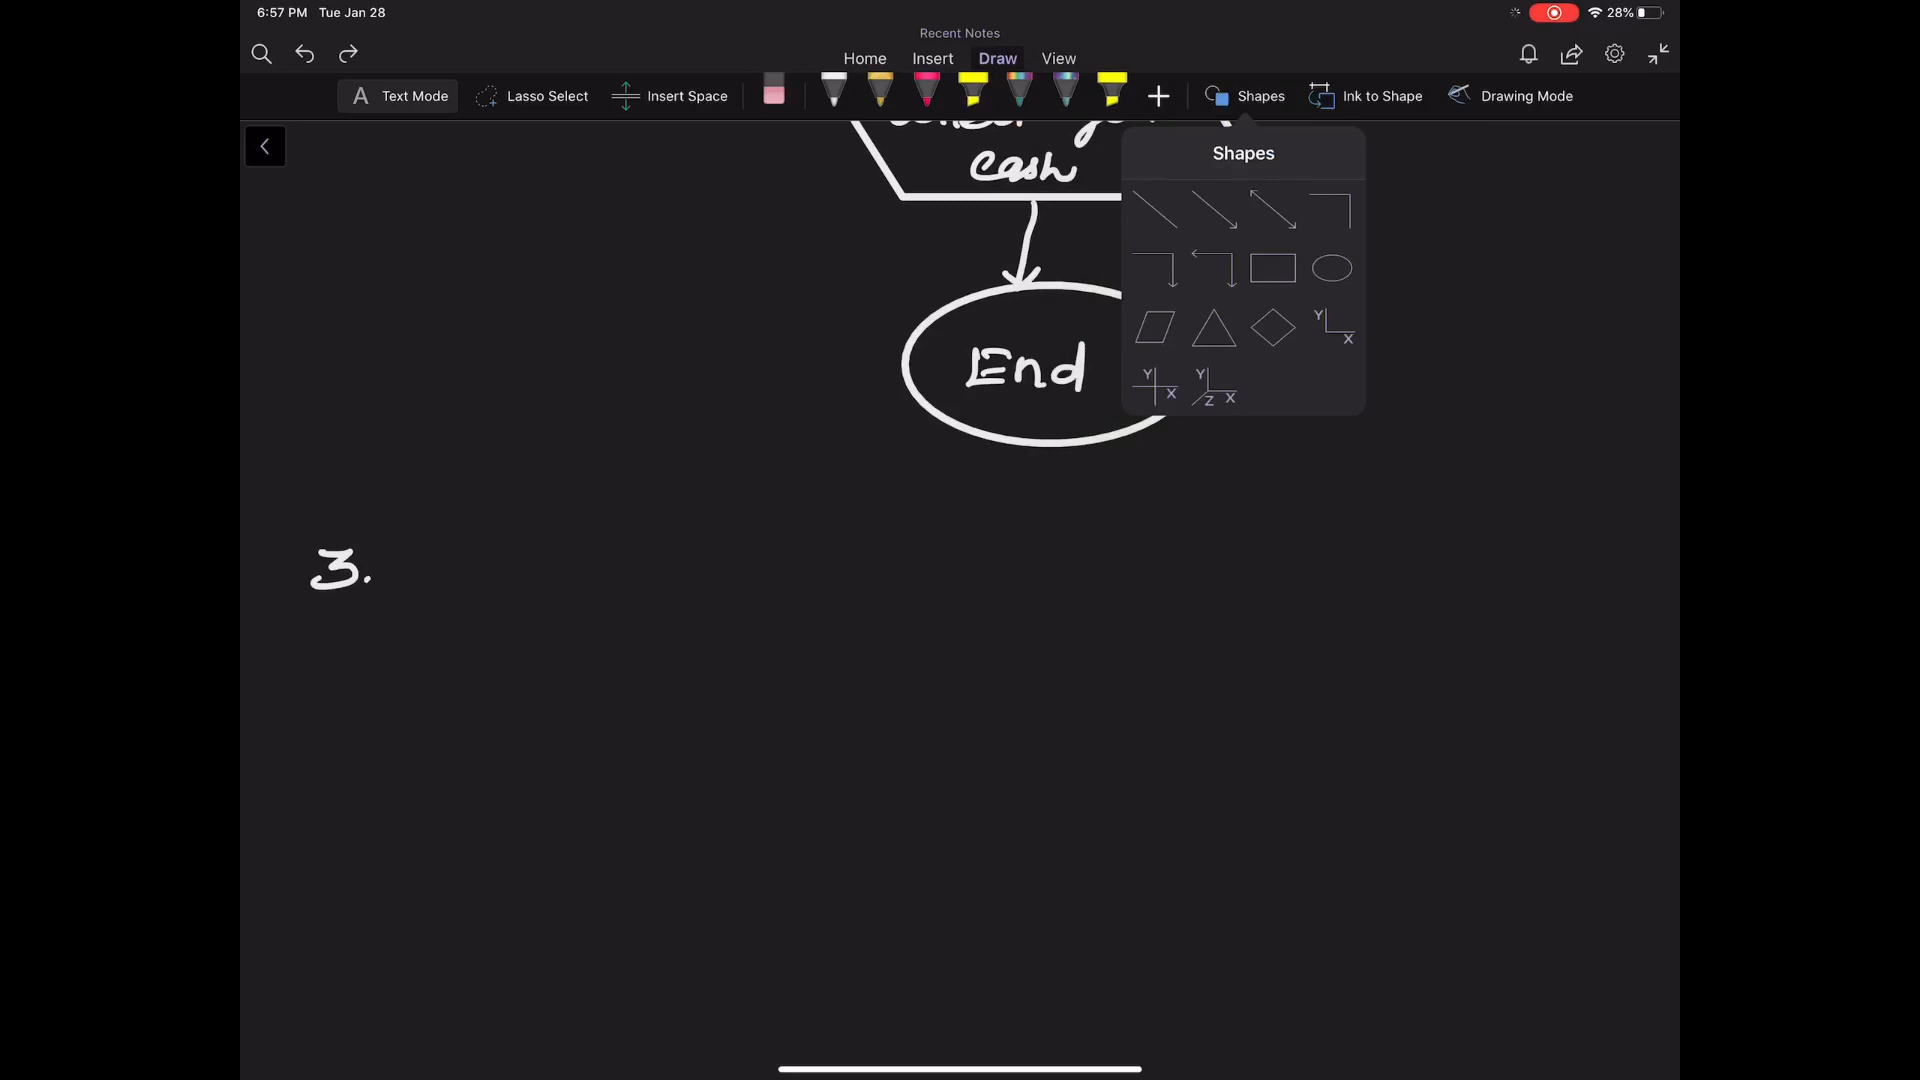 6:57 PM Tue Jan 28
28%
Recent Notes
Home Insert Draw View
A Text Mode Lasso Select Insert Space Shapes Ink to Shape Drawing Mode
Shapes
cash
Y X
Y X Y Z X
End
3.